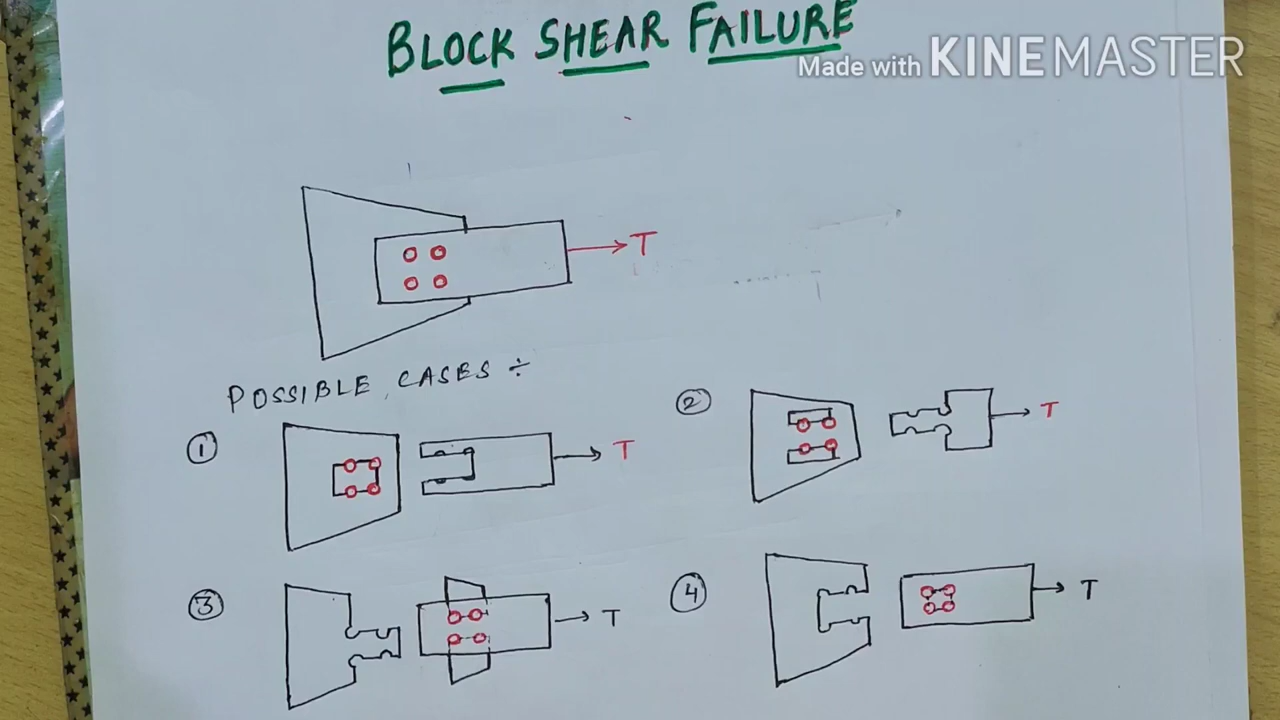 BLOCK SHEAR FAILURE
Made with KINEMASTER
T
POSSIBLE CASES ÷
①
T
②
T
③
T
④
T